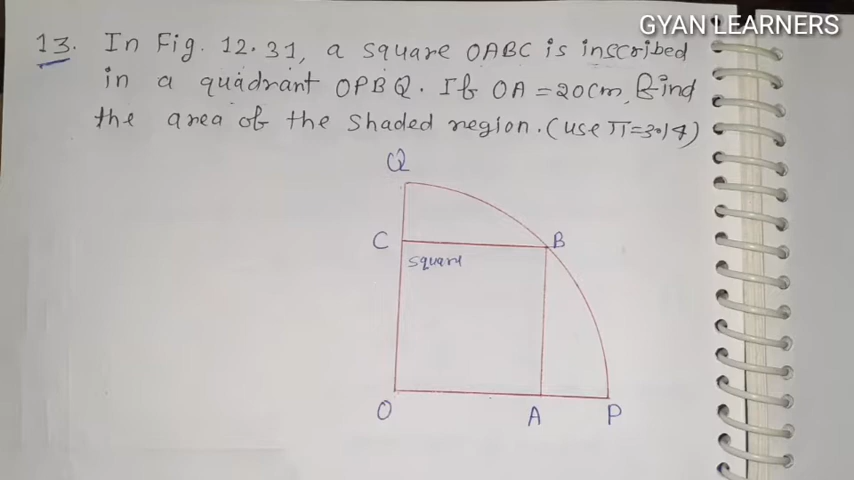 GYAN LEARNERS
13. In Fig. 12.31, a square OABC is inscribed
in a quadrant OPBQ. If OA = 20cm, find
the area of the shaded region. (use π=3.14)
Q
C
B
square
O
A
P